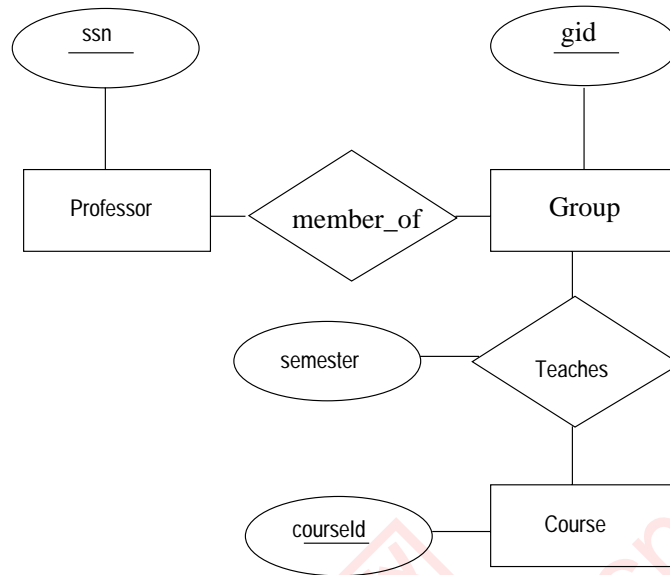 ssn
gid
Professor
member_of
Group
semester
Teaches
courseId
Course